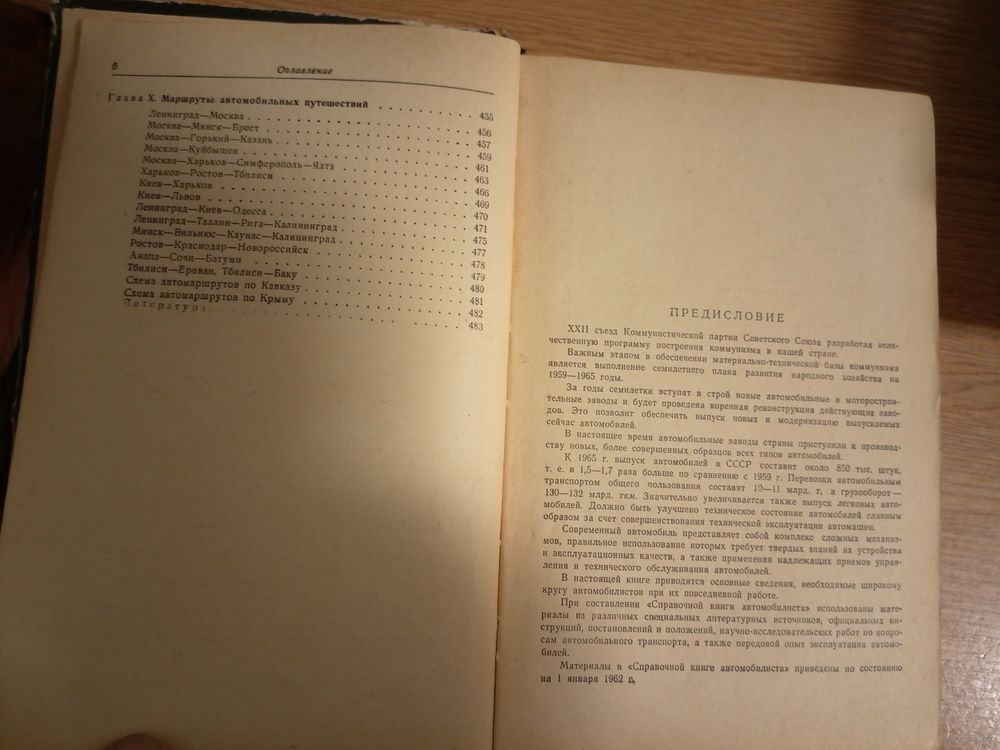 6
Оглавление
Глава X. Маршруты автомобильных путешествий . . . . . . . . 455
Ленинград—Москва . . . . . . . . 456
Москва—Минск—Брест . . . . . . . . 457
Москва—Горький—Казань . . . . . . . . 459
Москва—Куйбышев . . . . . . . . 461
Москва—Харьков—Симферополь—Ялта . . . . . . . . 463
Харьков—Ростов—Тбилиси . . . . . . . . 466
Киев—Харьков . . . . . . . . 469
Киев—Львов . . . . . . . . 470
Ленинград—Киев—Одесса . . . . . . . . 471
Ленинград—Таллин—Рига—Калининград . . . . . . . . 475
Минск—Вильнюс—Каунас—Калининград . . . . . . . . 477
Ростов—Краснодар—Новороссийск . . . . . . . . 478
Анапа—Сочи—Батуми . . . . . . . . 479
Тбилиси—Ереван, Тбилиси—Баку . . . . . . . . 480
Схема автомаршрутов по Кавказу . . . . . . . . 481
Схема автомаршрутов по Крыму . . . . . . . . 482
Литература . . . . . . . . 483
ПРЕДИСЛОВИЕ
XXII съезд Коммунистической партии Советского Союза разработал вели-
чественную программу построения коммунизма в нашей стране.
Важным этапом в обеспечении материально-технической базы коммунизма
является выполнение семилетнего плана развития народного хозяйства на
1959—1965 годы.
За годы семилетки вступят в строй новые автомобильные и моторострои-
тельные заводы и будет проведена коренная реконструкция действующих заво-
дов. Это позволит обеспечить выпуск новых и модернизацию выпускаемых
сейчас автомобилей.
В настоящее время автомобильные заводы страны приступили к производ-
ству новых, более совершенных образцов всех типов автомобилей.
К 1965 г. выпуск автомобилей в СССР составит около 850 тыс. штук,
т. е. в 1,5—1,7 раза больше по сравнению с 1959 г. Перевозки автомобильным
транспортом общего пользования составят 10—11 млрд. т, а грузооборот—
130—132 млрд. ткм. Значительно увеличивается также выпуск легковых авто-
мобилей. Должно быть улучшено техническое состояние автомобилей главным
образом за счет совершенствования технической эксплуатации автомашин.
Современный автомобиль представляет собой комплекс сложных механиз-
мов, правильное использование которых требует твердых знаний их устройства
и эксплуатационных качеств, а также применения надлежащих приемов управ-
ления и технического обслуживания автомобилей.
В настоящей книге приводятся основные сведения, необходимые широкому
кругу автомобилистов при их повседневной работе.
При составлении «Справочной книги автомобилиста» использованы мате-
риалы из различных специальных литературных источников, официальных ин-
струкций, постановлений и положений, научно-исследовательских работ по вопро-
сам автомобильного транспорта, а также передовой опыт эксплуатации автомо-
билей.
Материалы в «Справочной книге автомобилиста» приведены по состоянию
на 1 января 1962 г.